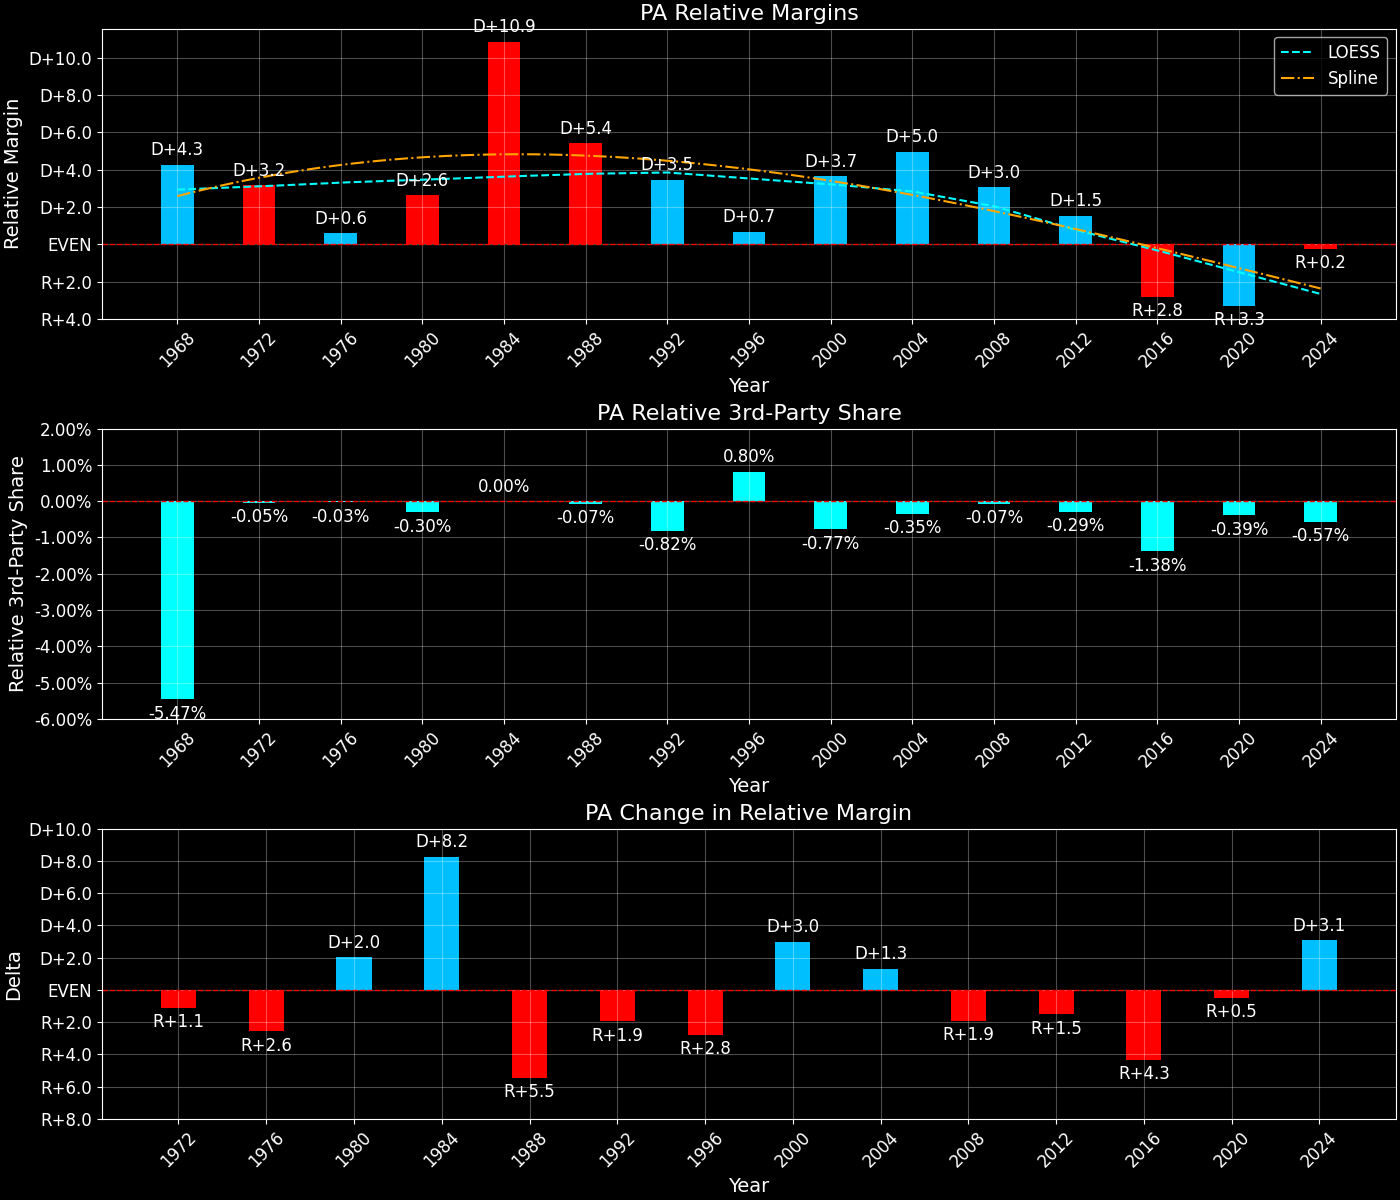 PA Relative Margins
Relative Margin
D+10.0
D+8.0
D+6.0
D+4.0
D+2.0
EVEN
R+2.0
R+4.0
D+4.3
D+3.2
D+0.6
D+2.6
D+10.9
D+5.4
D+3.5
D+0.7
D+3.7
D+5.0
D+3.0
D+1.5
R+2.8
R+3.3
R+0.2
LOESS
Spline
1968
1972
1976
1980
1984
1988
1992
1996
2000
2004
2008
2012
2016
2020
2024
Year
PA Relative 3rd-Party Share
Relative 3rd-Party Share
2.00%
1.00%
0.00%
-1.00%
-2.00%
-3.00%
-4.00%
-5.00%
-6.00%
-5.47%
-0.05%
-0.03%
-0.30%
0.00%
-0.07%
-0.82%
0.80%
-0.77%
-0.35%
-0.07%
-0.29%
-1.38%
-0.39%
-0.57%
1968
1972
1976
1980
1984
1988
1992
1996
2000
2004
2008
2012
2016
2020
2024
Year
PA Change in Relative Margin
Delta
D+10.0
D+8.0
D+6.0
D+4.0
D+2.0
EVEN
R+2.0
R+4.0
R+6.0
R+8.0
R+1.1
R+2.6
D+2.0
D+8.2
R+5.5
R+1.9
R+2.8
D+3.0
D+1.3
R+1.9
R+1.5
R+4.3
R+0.5
D+3.1
1972
1976
1980
1984
1988
1992
1996
2000
2004
2008
2012
2016
2020
2024
Year